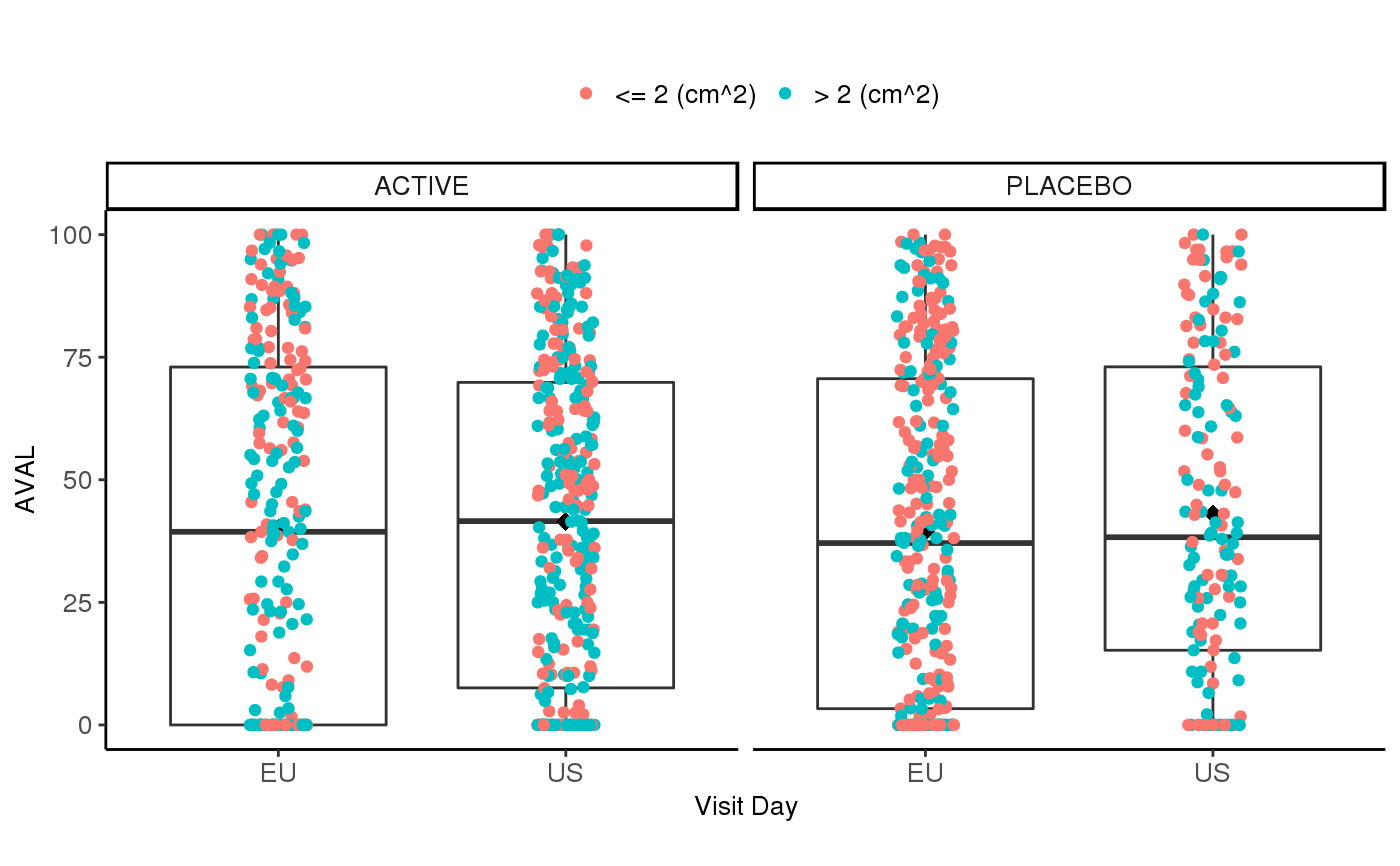 <= 2 (cm^2) > 2 (cm^2)
ACTIVE PLACEBO
100
75
50
25
0
AVAL
EU US EU US
Visit Day